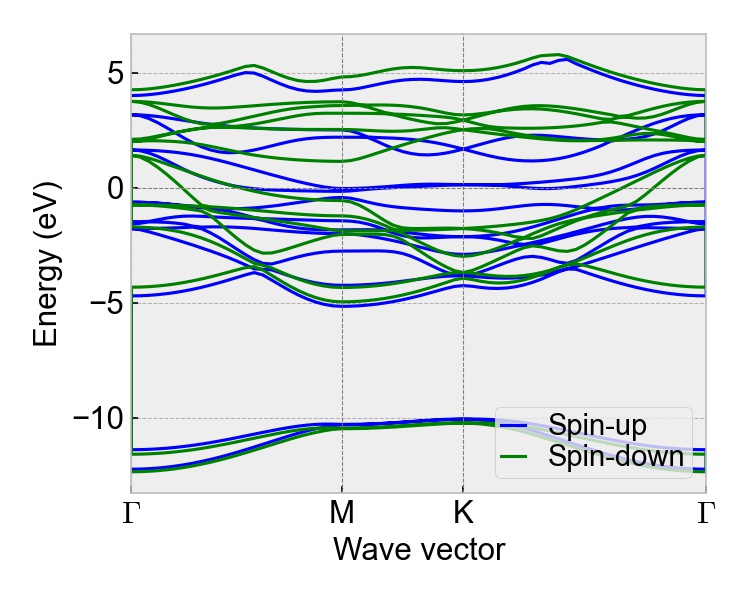 5
0
−5
−10
Energy (eV)
Spin-up
Spin-down
Γ M K Γ
Wave vector